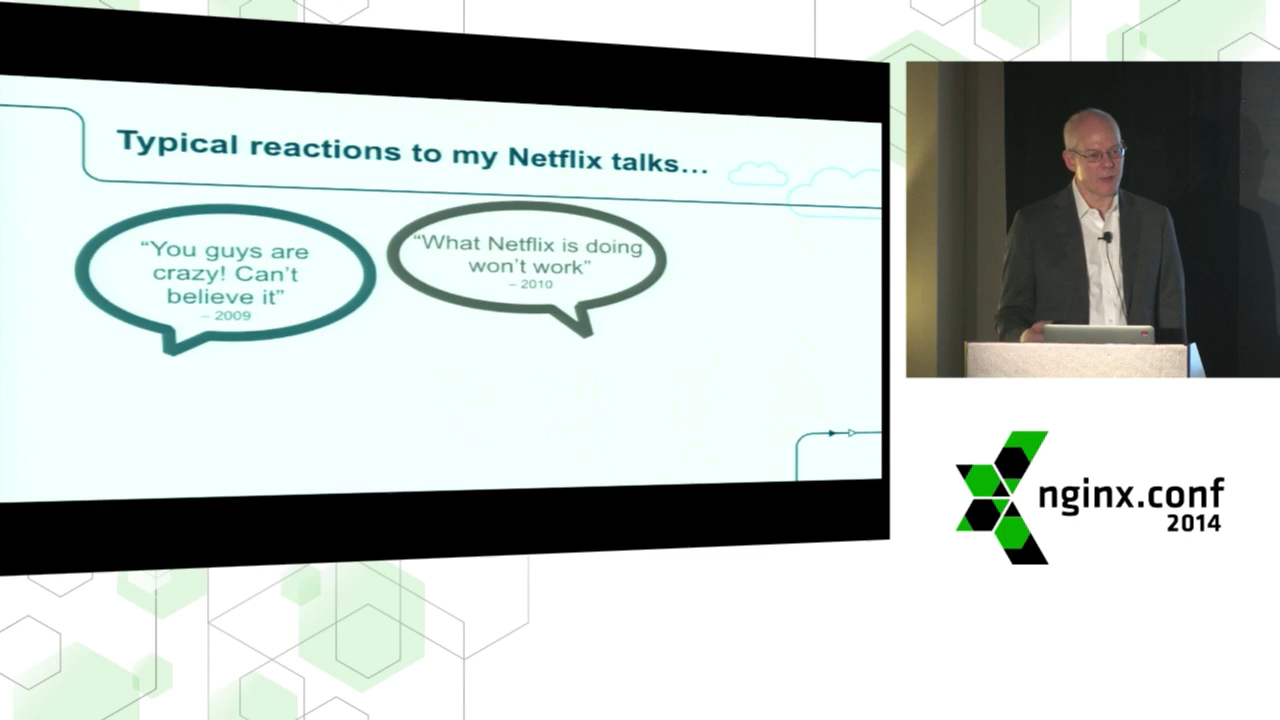 Typical reactions to my Netflix talks...
“You guys are
crazy! Can’t
believe it”
– 2009
“What Netflix is doing
won’t work”
– 2010
nginx.conf
2014